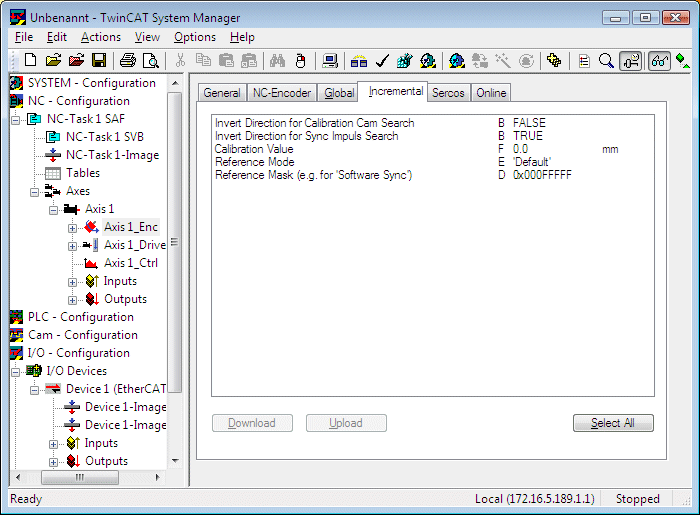 Unbenannt - TwinCAT System Manager
File Edit Actions View Options Help
SYSTEM - Configuration
NC - Configuration
NC-Task 1 SAF
NC-Task 1 SVB
NC-Task 1-Image
Tables
Axes
Axis 1
Axis 1_Enc
Axis 1_Drive
Axis 1_Ctrl
Inputs
Outputs
PLC - Configuration
Cam - Configuration
I/O - Configuration
I/O Devices
Device 1 (EtherCAT
Device 1-Image
Device 1-Image
Inputs
Outputs
General NC-Encoder Global Incremental Sercos Online
Invert Direction for Calibration Cam Search B FALSE
Invert Direction for Sync Impuls Search B TRUE
Calibration Value F 0.0 mm
Reference Mode E 'Default'
Reference Mask (e.g. for 'Software Sync') D 0x000FFFFF
Download Upload Select All
Ready Local (172.16.5.189.1.1) Stopped